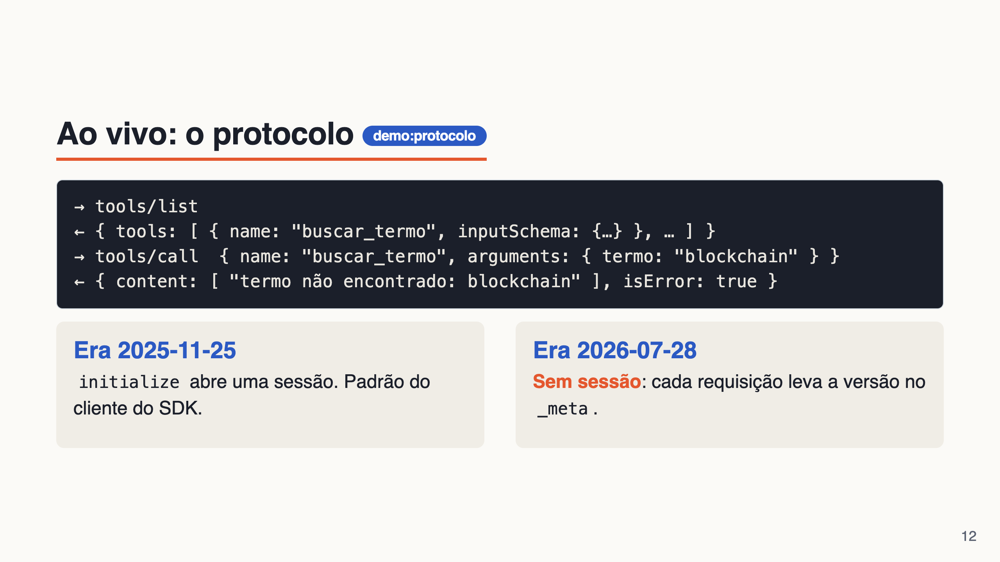 Ao vivo: o protocolo demo:protocolo
→ tools/list
← { tools: [ { name: "buscar_termo", inputSchema: {…} }, … ] }
→ tools/call  { name: "buscar_termo", arguments: { termo: "blockchain" } }
← { content: [ "termo não encontrado: blockchain" ], isError: true }
Era 2025-11-25
initialize abre uma sessão. Padrão do
cliente do SDK.
Era 2026-07-28
Sem sessão: cada requisição leva a versão no
_meta.
12